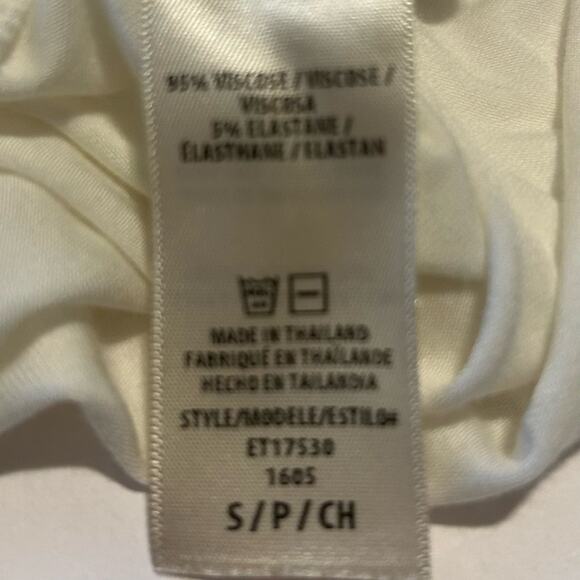 95% VISCOSE / VISCOSE /
VISCOSA
5% ELASTANE /
ÉLASTHANE / ELASTAN
MADE IN THAILAND
FABRIQUÉ EN THAÏLANDE
HECHO EN TAILANDIA
STYLE/MODELE/ESTILO#
ET17530
1605
S / P / CH